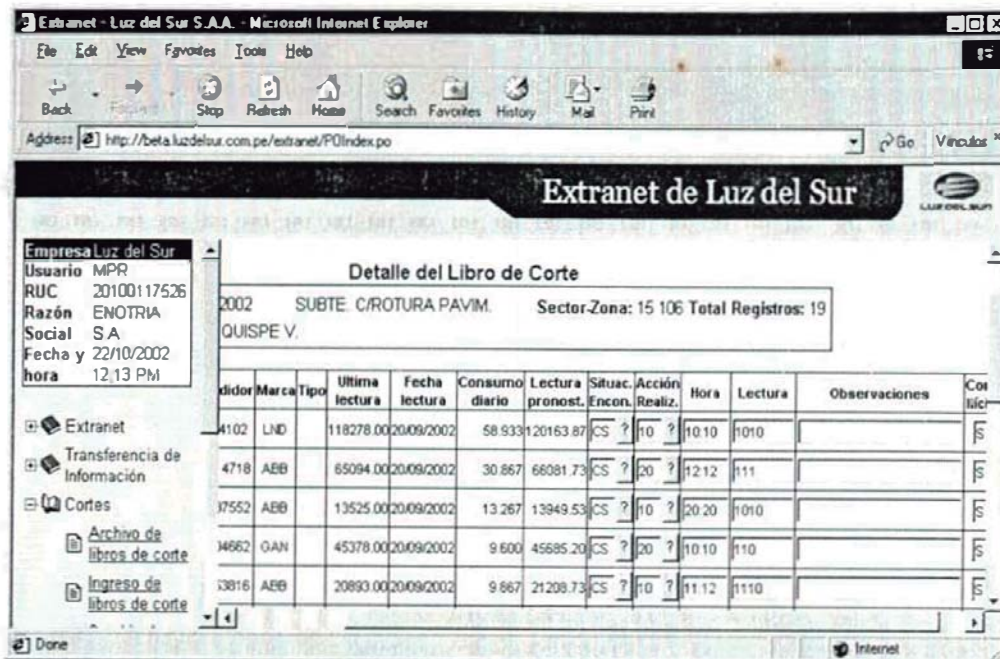 Extranet - Luz del Sur S.A.A. - Microsoft Internet Explorer
File Edit View Favorites Tools Help
Back Forward Stop Refresh Home Search Favorites History Mail Print
Address http://beta.luzdelsur.com.pe/extranet/POIndex.po Go Vínculos
Extranet de Luz del Sur
LUZ DEL SUR
Empresa Luz del Sur
Usuario MPR
RUC 20100117526
Razón Social ENOTRIA S A
Fecha y hora 22/10/2002 12:13 PM
Extranet
Transferencia de Información
Cortes
Archivo de libros de corte
Ingreso de libros de corte
Detalle del Libro de Corte
2002 SUBTE. C/ROTURA PAVIM. Sector-Zona: 15 106 Total Registros: 19
QUISPE V.
didor Marca Tipo Ultima lectura Fecha lectura Consumo diario Lectura pronost. Situac. Encon. Acción Realiz. Hora Lectura Observaciones
4102 LND 118278.00 20/09/2002 58.933 120163.87 CS ? 10 ? 10:10 1010 S
4718 ABB 65094.00 20/09/2002 30.867 66081.73 CS ? 20 ? 12:12 111 S
37552 ABB 13525.00 20/09/2002 13.267 13949.53 CS ? 10 ? 20:20 1010 S
04662 GAN 45378.00 20/09/2002 9.600 45685.20 CS ? 20 ? 10:10 110 S
53816 ABB 20893.00 20/09/2002 9.867 21208.73 CS ? 10 ? 11:12 1110 S
Done Internet